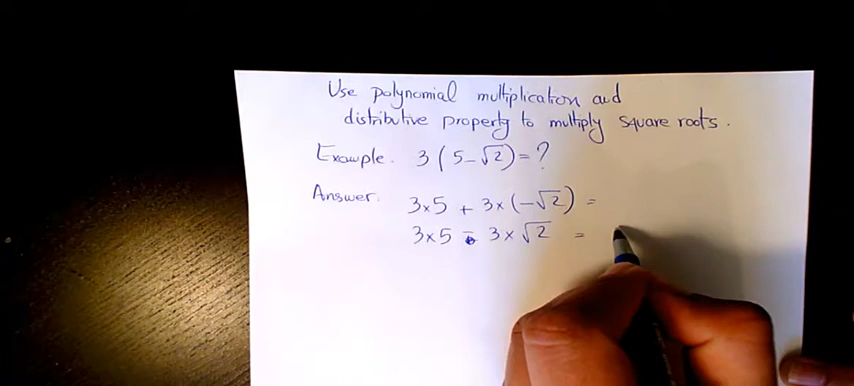 Use polynomial multiplication and
distributive property to multiply square roots.
Example. 3(5-√2)=?
Answer. 3×5 + 3×(-√2) =
3×5 - 3×√2 =